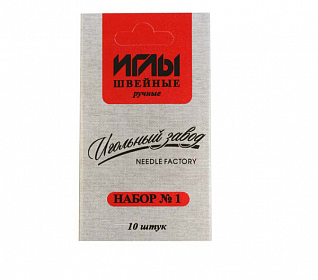 ИГЛЫ
ШВЕЙНЫЕ
ручные
Игольный завод
NEEDLE FACTORY
НАБОР № 1
10 штук